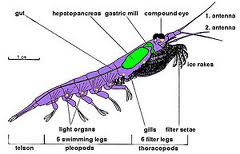 gut
hepatopancreas
gastric mill
compound eye
1. antenna
2. antenna
1 cm
ice rakes
light organs
gills
filter setae
5 swimming legs
6 filter legs
telson
pleopods
thoracopods